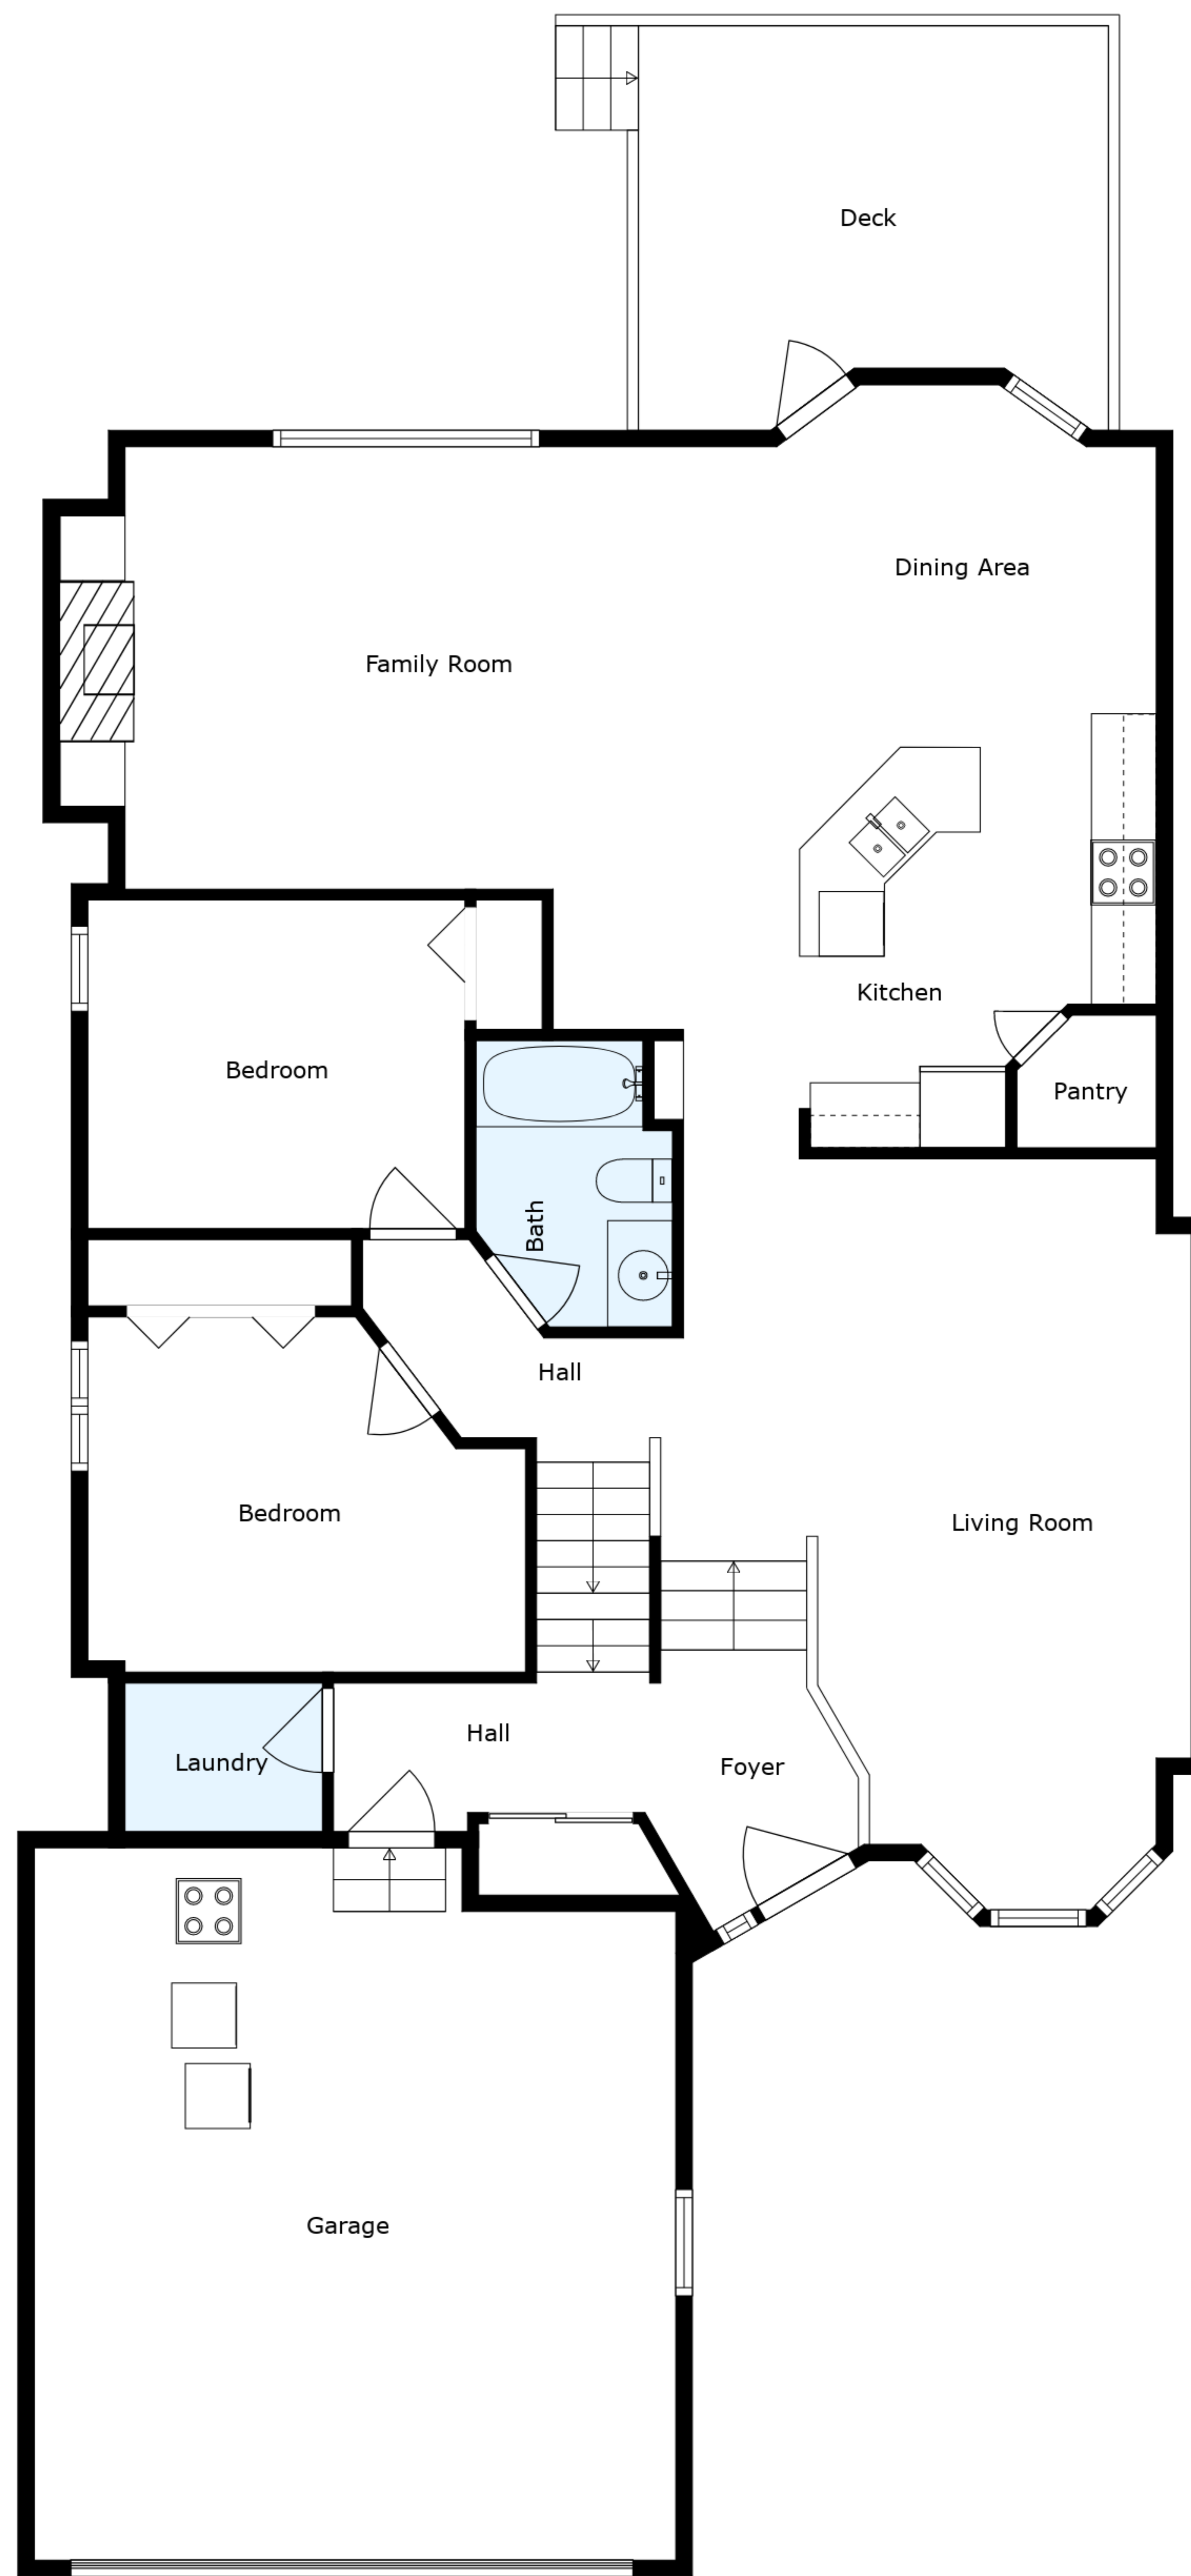 Deck
Dining Area
Family Room
Kitchen
Bedroom
Pantry
Bath
Hall
Bedroom
Living Room
Hall
Laundry
Foyer
Garage